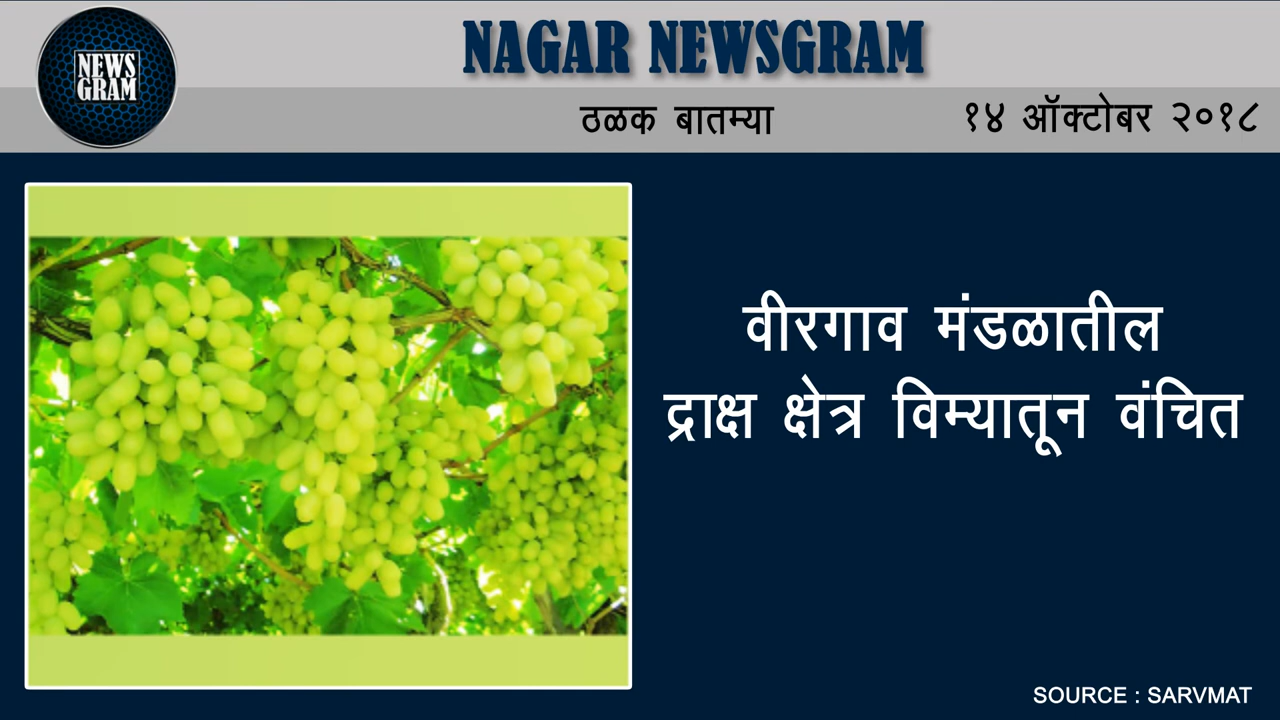 NEWS
GRAM
NAGAR NEWSGRAM
ठळक बातम्या
१४ ऑक्टोबर २०१८
वीरगाव मंडळातील
द्राक्ष क्षेत्र विम्यातून वंचित
SOURCE : SARVMAT